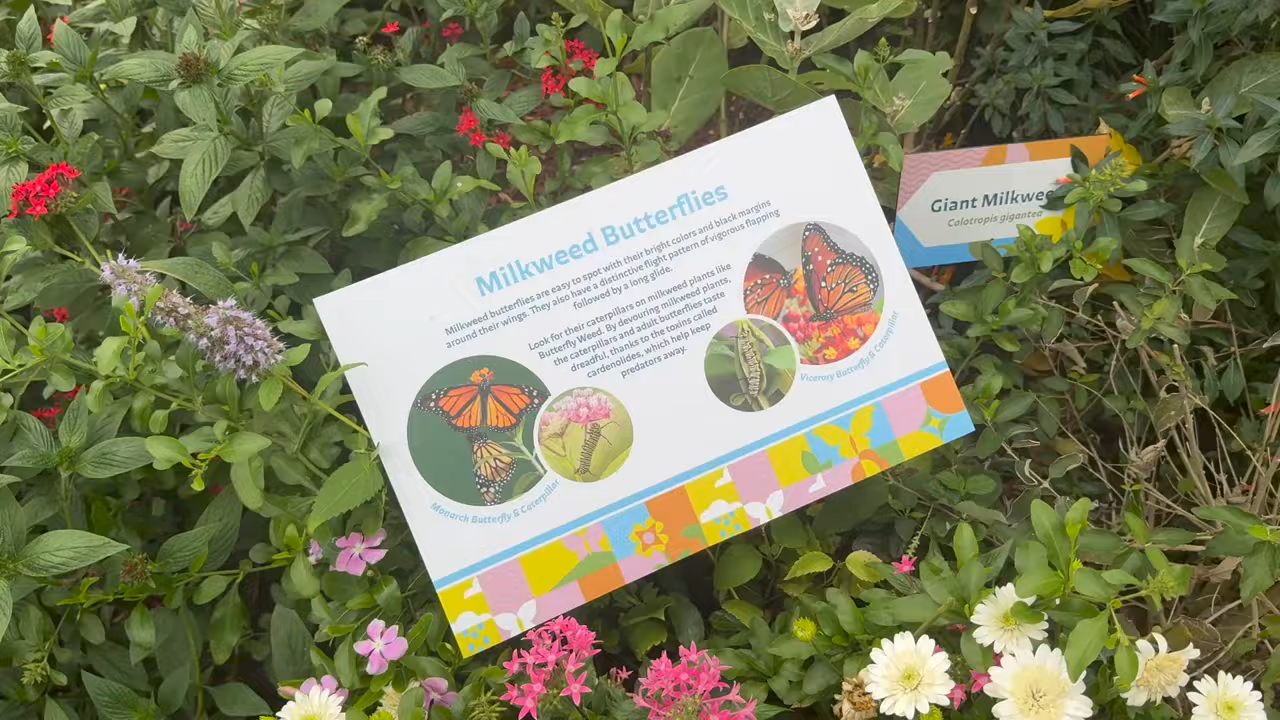 Milkweed Butterflies
Milkweed butterflies are easy to spot with their bright colors and black margins
around their wings. They also have a distinctive flight pattern of vigorous flapping
followed by a long glide.
Look for their caterpillars on milkweed plants like
Butterfly Weed. By devouring milkweed plants,
the caterpillars and adult butterflies taste
dreadful, thanks to the toxins called
cardenolides, which help keep
predators away.
Monarch Butterfly & Caterpiller
Viceroy Butterfly & Caterpiller
Giant Milkwee
Calotropis gigantea